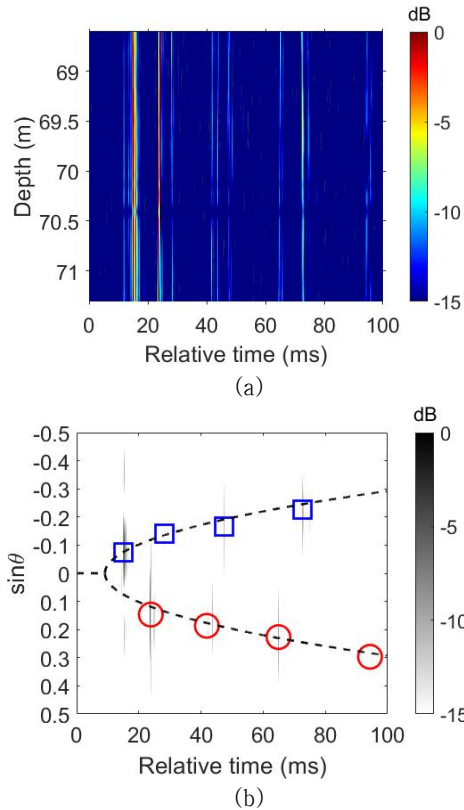 dB
0
-5
-10
-15
69
69.5
70
70.5
71
Depth (m)
0 20 40 60 80 100
Relative time (ms)
(a)
dB
0
-5
-10
-15
-0.5
-0.4
-0.3
-0.2
-0.1
0
0.1
0.2
0.3
0.4
0.5
sinθ
0 20 40 60 80 100
Relative time (ms)
(b)